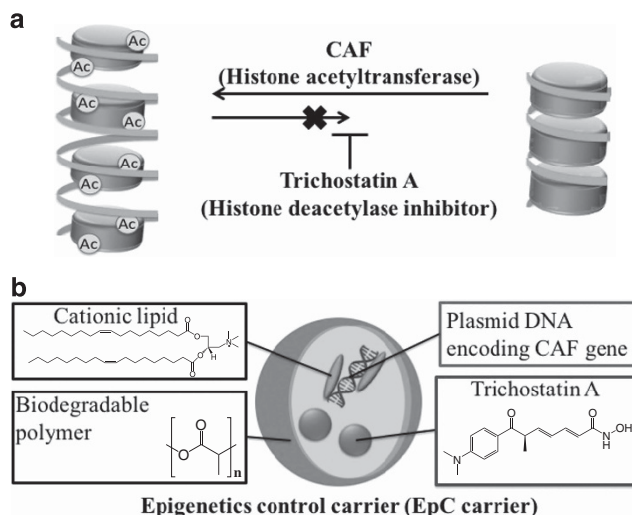 a
Ac
Ac
Ac
Ac
Ac
Ac
Ac
Ac
CAF
(Histone acetyltransferase)
Trichostatin A
(Histone deacetylase inhibitor)
b
Cationic lipid
O
O
O
O
H
N
Plasmid DNA
encoding CAF gene
Biodegradable
polymer
O
O
n
Trichostatin A
O
O
N
H
OH
N
Epigenetics control carrier (EpC carrier)